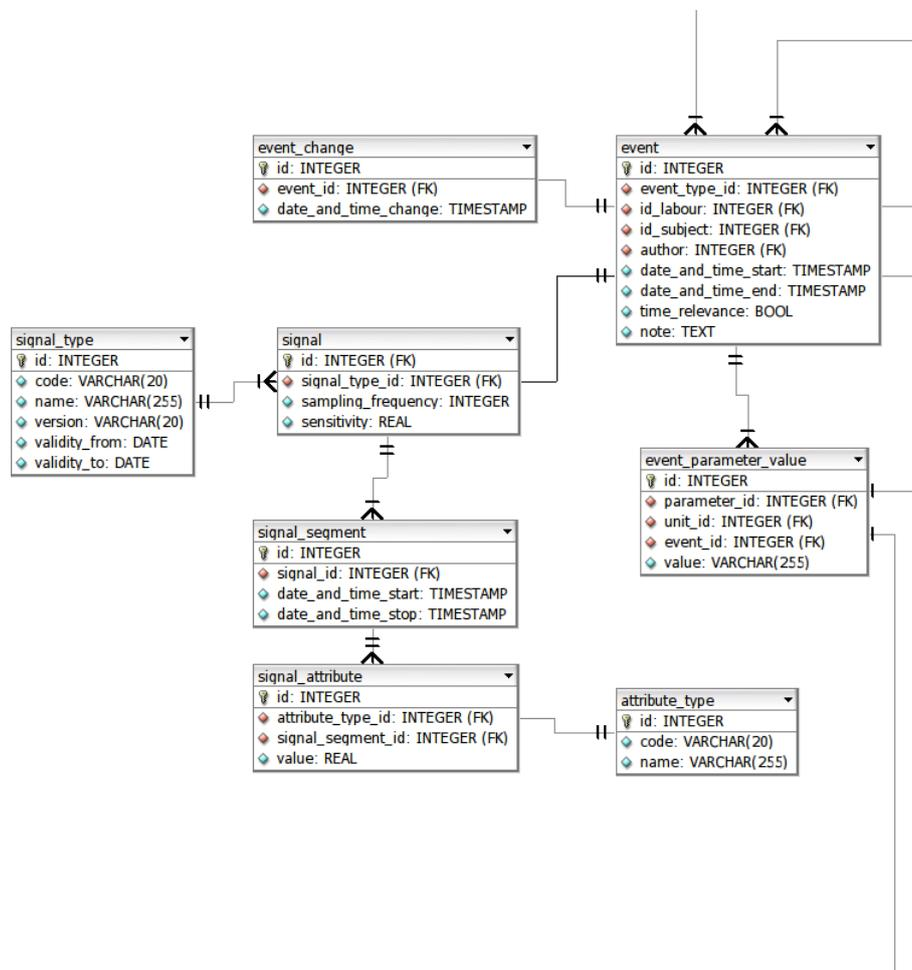 event_change
id: INTEGER
event_id: INTEGER (FK)
date_and_time_change: TIMESTAMP
event
id: INTEGER
event_type_id: INTEGER (FK)
id_labour: INTEGER (FK)
id_subject: INTEGER (FK)
author: INTEGER (FK)
date_and_time_start: TIMESTAMP
date_and_time_end: TIMESTAMP
time_relevance: BOOL
note: TEXT
signal_type
id: INTEGER
code: VARCHAR(20)
name: VARCHAR(255)
version: VARCHAR(20)
validity_from: DATE
validity_to: DATE
signal
id: INTEGER (FK)
signal_type_id: INTEGER (FK)
sampling_frequency: INTEGER
sensitivity: REAL
event_parameter_value
id: INTEGER
parameter_id: INTEGER (FK)
unit_id: INTEGER (FK)
event_id: INTEGER (FK)
value: VARCHAR(255)
signal_segment
id: INTEGER
signal_id: INTEGER (FK)
date_and_time_start: TIMESTAMP
date_and_time_stop: TIMESTAMP
signal_attribute
id: INTEGER
attribute_type_id: INTEGER (FK)
signal_segment_id: INTEGER (FK)
value: REAL
attribute_type
id: INTEGER
code: VARCHAR(20)
name: VARCHAR(255)